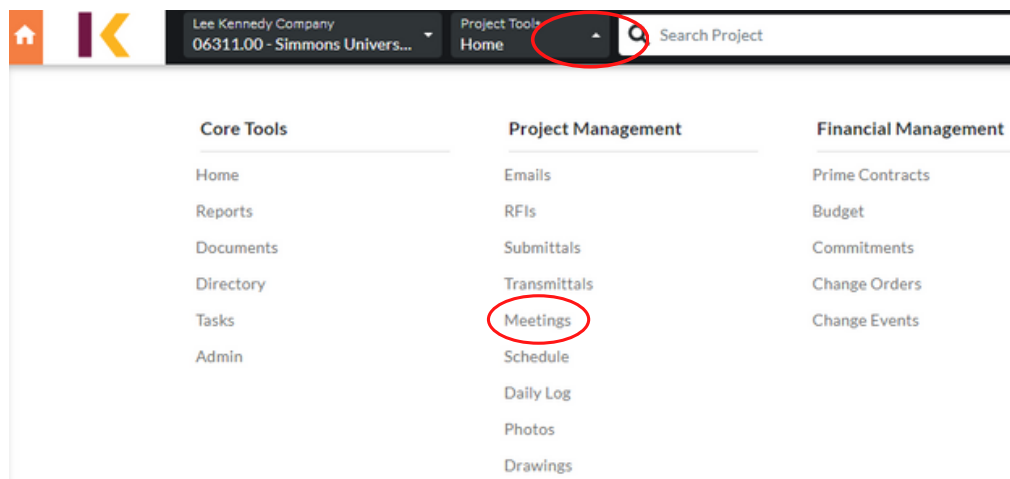 Lee Kennedy Company
06311.00 - Simmons Univers...
Project Tools
Home
Search Project
Core Tools
Home
Reports
Documents
Directory
Tasks
Admin
Project Management
Emails
RFIs
Submittals
Transmittals
Meetings
Schedule
Daily Log
Photos
Drawings
Financial Management
Prime Contracts
Budget
Commitments
Change Orders
Change Events